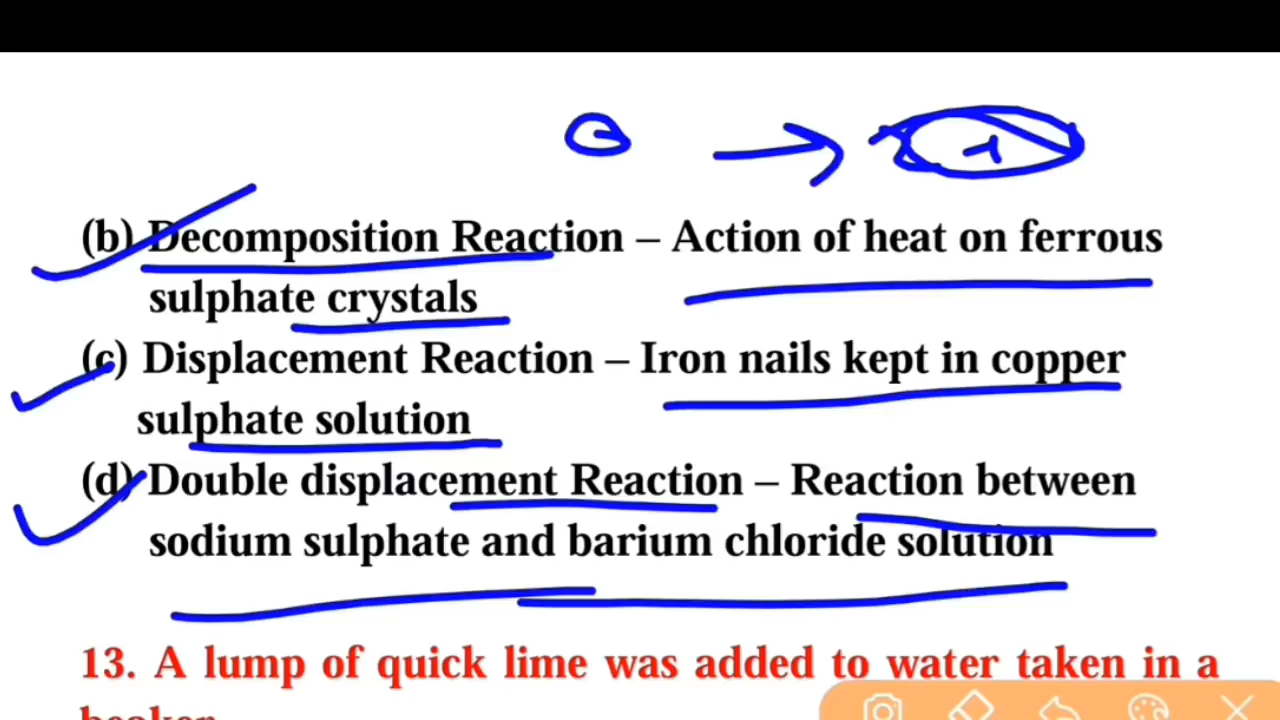 (b) Decomposition Reaction – Action of heat on ferrous
sulphate crystals
(c) Displacement Reaction – Iron nails kept in copper
sulphate solution
(d) Double displacement Reaction – Reaction between
sodium sulphate and barium chloride solution
13. A lump of quick lime was added to water taken in a